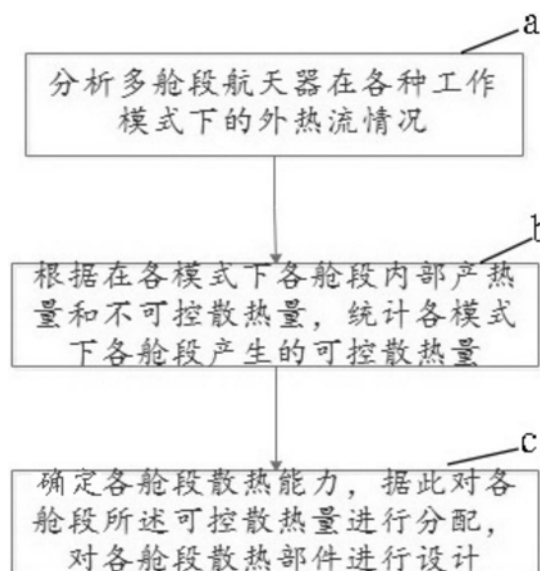 a
分析多舱段航天器在各种工作
模式下的外热流情况
b
根据在各模式下各舱段内部产热
量和不可控散热量，统计各模式
下各舱段产生的可控散热量
c
确定各舱段散热能力，据此对各
舱段所述可控散热量进行分配，
对各舱段散热部件进行设计